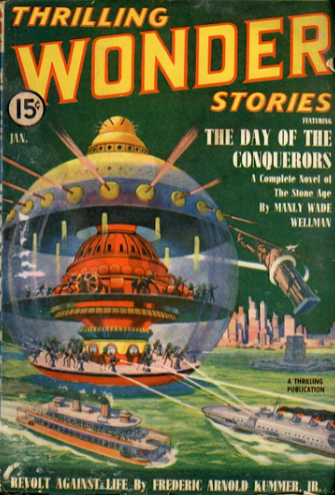 THRILLING
WONDER
STORIES
15¢
JAN.
FEATURING
THE DAY OF THE
CONQUERORS
A Complete Novel of
The Stone Age
By MANLY WADE
WELLMAN
A THRILLING
PUBLICATION
REVOLT AGAINST LIFE By FREDERIC ARNOLD KUMMER, JR.